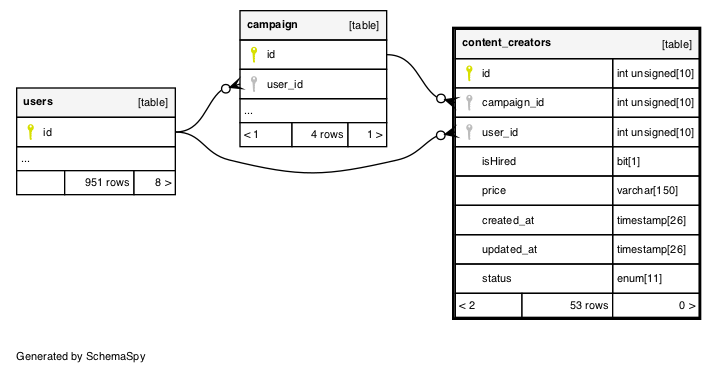 campaign [table]
id
user_id
...
< 1 4 rows 1 >
users [table]
id
...
951 rows 8 >
content_creators [table]
id int unsigned[10]
campaign_id int unsigned[10]
user_id int unsigned[10]
isHired bit[1]
price varchar[150]
created_at timestamp[26]
updated_at timestamp[26]
status enum[11]
< 2 53 rows 0 >
Generated by SchemaSpy